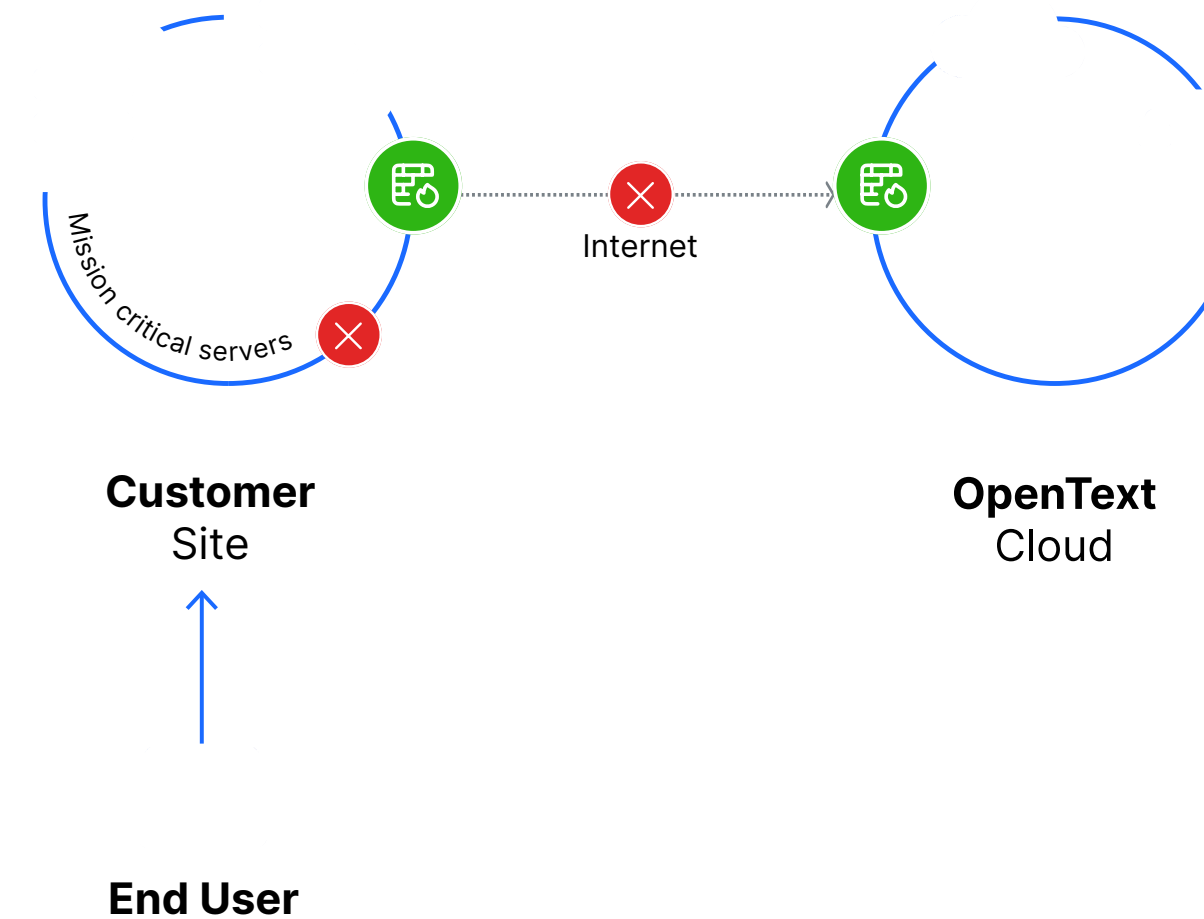 Internet
Mission critical servers
Customer
Site
OpenText
Cloud
End User